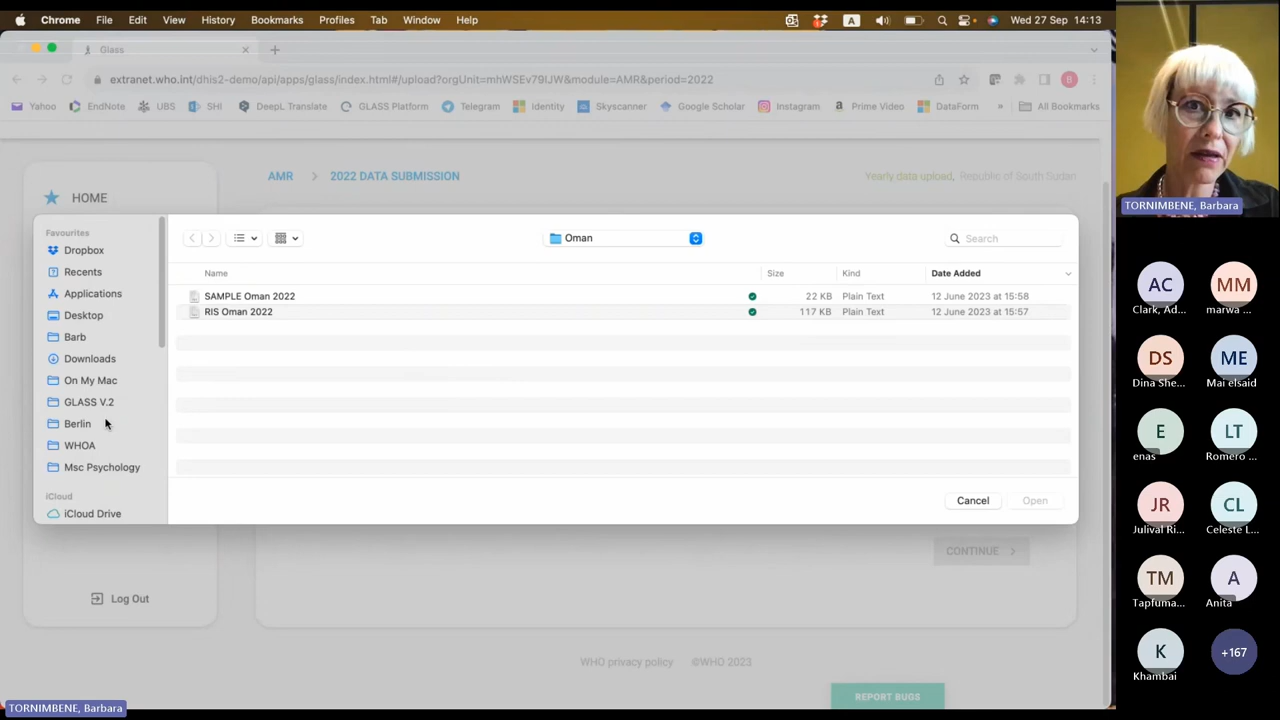 Chrome File Edit View History Bookmarks Profiles Tab Window Help A Wed 27 Sep 14:13
Glass
extranet.who.int/dhis2-demo/api/apps/glass/index.html#/upload?orgUnit=mhWSEv79IJW&module=AMR&period=2022 B
Yahoo EndNote UBS SHI DeepL Translate GLASS Platform Telegram Identity Skyscanner Google Scholar Instagram Prime Video DataForm » All Bookmarks
HOME
AMR > 2022 DATA SUBMISSION
Yearly data upload, Republic of South Sudan
Favourites
Dropbox
Recents
Applications
Desktop
Barb
Downloads
On My Mac
GLASS V.2
Berlin
WHOA
Msc Psychology
iCloud
iCloud Drive
Oman
Search
Name Size Kind Date Added
SAMPLE Oman 2022 22 KB Plain Text 12 June 2023 at 15:58
RIS Oman 2022 117 KB Plain Text 12 June 2023 at 15:57
Cancel Open
CONTINUE
Log Out
WHO privacy policy ©WHO 2023
REPORT BUGS
TORNIMBENE, Barbara
TORNIMBENE, Barbara
AC MM
Clark, Ad... marwa ...
DS ME
Dina She... Mai elsaid
E LT
enas Romero ...
JR CL
Julival Ri... Celeste L...
TM A
Tapfuma... Anita
K +167
Khambai